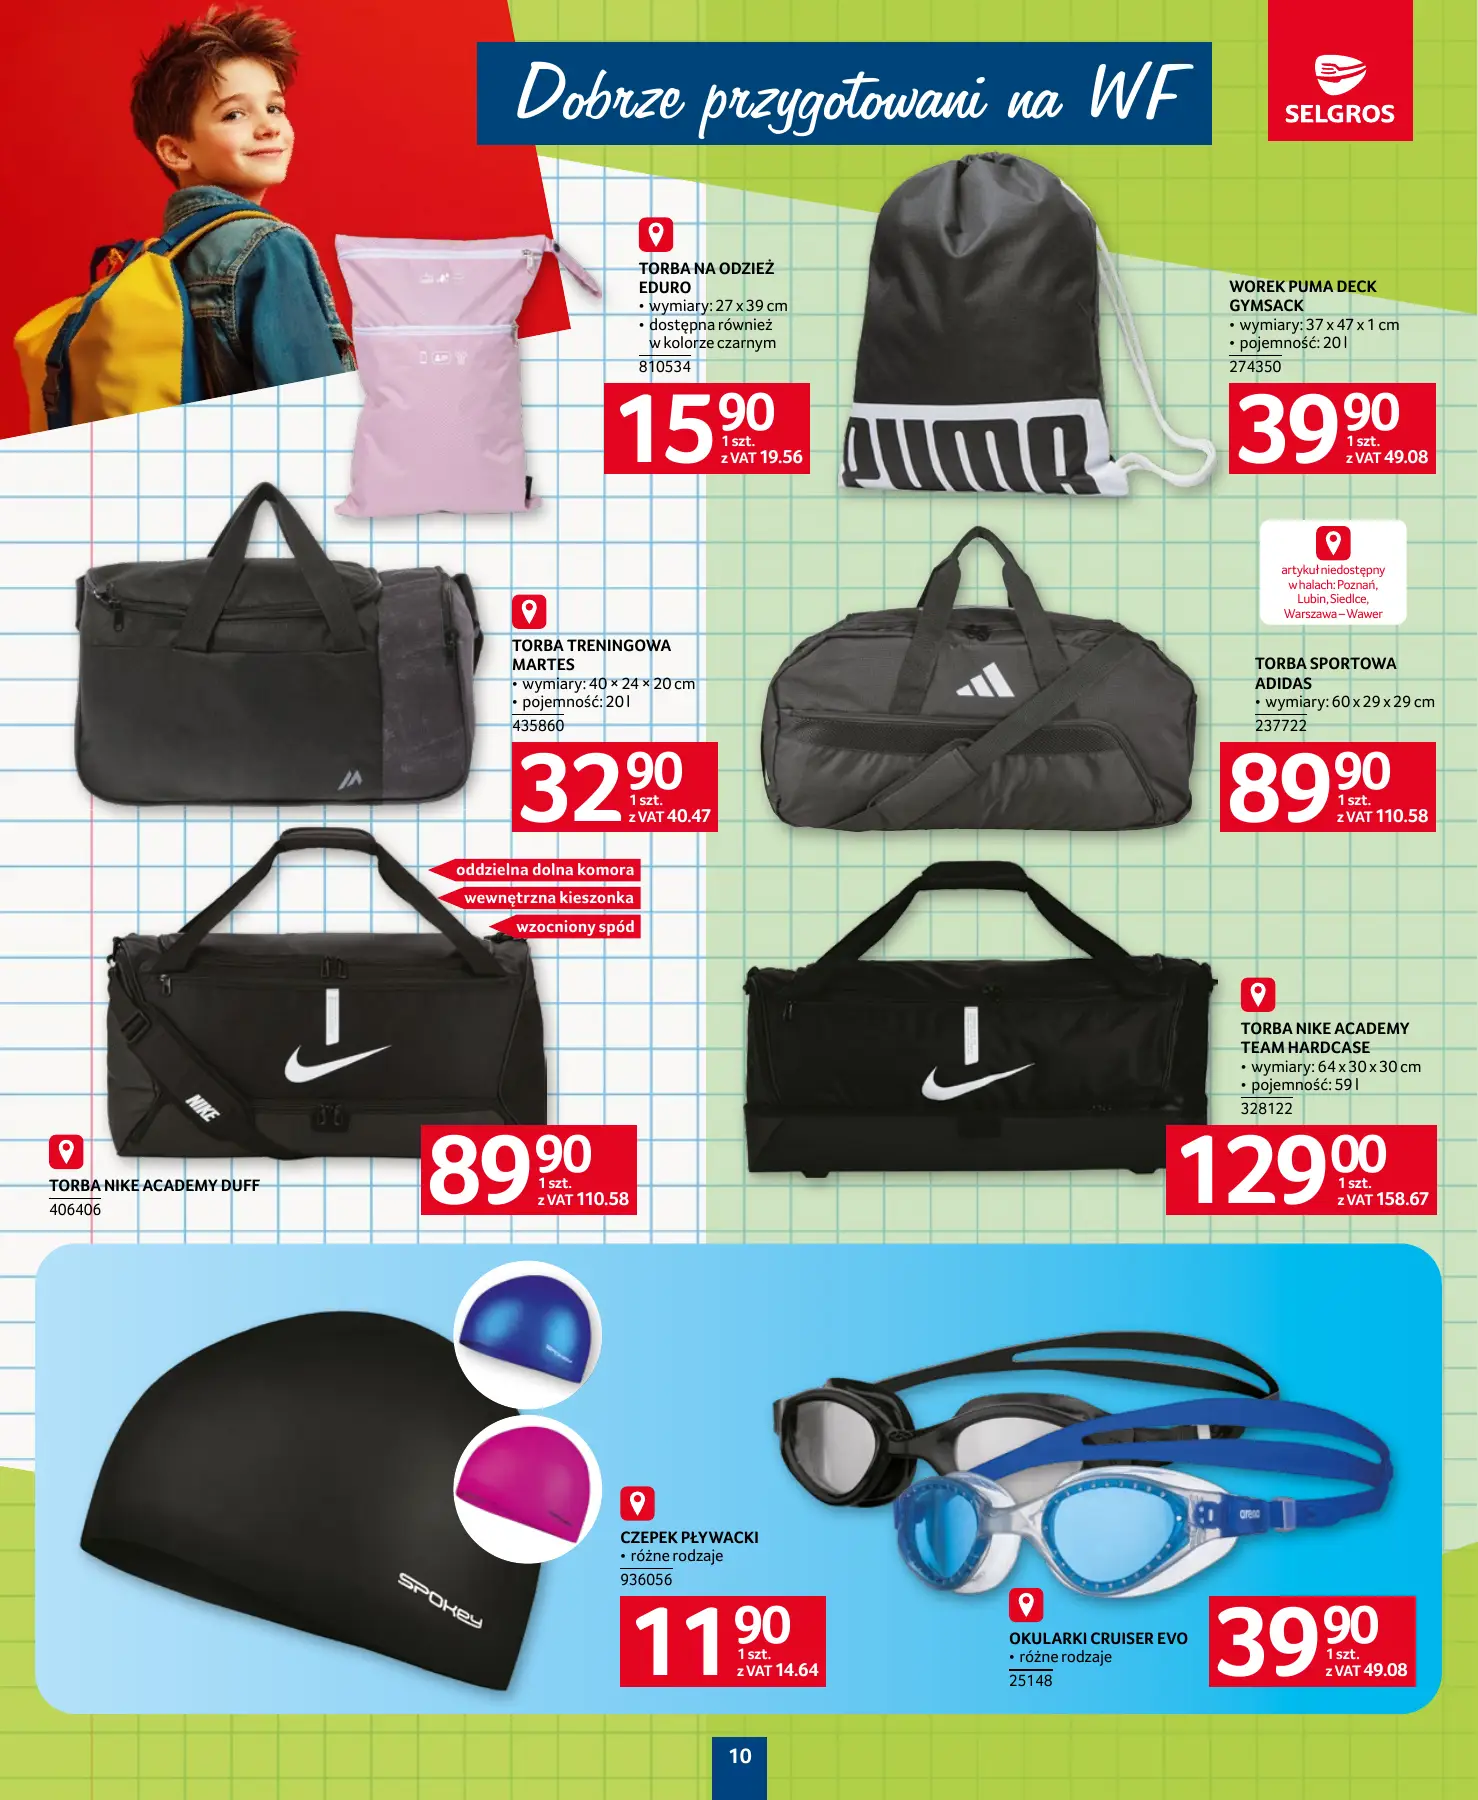 Dobrze przygotowani na WF
SELGROS
TORBA NA ODZIEŻ
EDURO
• wymiary: 27 x 39 cm
• dostępna również
w kolorze czarnym
810534
15 90
1 szt.
z VAT 19.56
WOREK PUMA DECK
GYMSACK
• wymiary: 37 x 47 x 1 cm
• pojemność: 20 l
274350
39 90
1 szt.
z VAT 49.08
PUMA
TORBA TRENINGOWA
MARTES
• wymiary: 40 × 24 × 20 cm
• pojemność: 20 l
435860
32 90
1 szt.
z VAT 40.47
artykuł niedostępny
w halach: Poznań,
Lubin, Siedlce,
Warszawa – Wawer
TORBA SPORTOWA
ADIDAS
• wymiary: 60 x 29 x 29 cm
237722
89 90
1 szt.
z VAT 110.58
oddzielna dolna komora
wewnętrzna kieszonka
wzocniony spód
NIKE
TORBA NIKE ACADEMY DUFF
406406
89 90
1 szt.
z VAT 110.58
TORBA NIKE ACADEMY
TEAM HARDCASE
• wymiary: 64 x 30 x 30 cm
• pojemność: 59 l
328122
129 00
1 szt.
z VAT 158.67
SPOKEY
SPOKEY
SPOKEY
CZEPEK PŁYWACKI
• różne rodzaje
936056
11 90
1 szt.
z VAT 14.64
arena
OKULARKI CRUISER EVO
• różne rodzaje
25148
39 90
1 szt.
z VAT 49.08
10